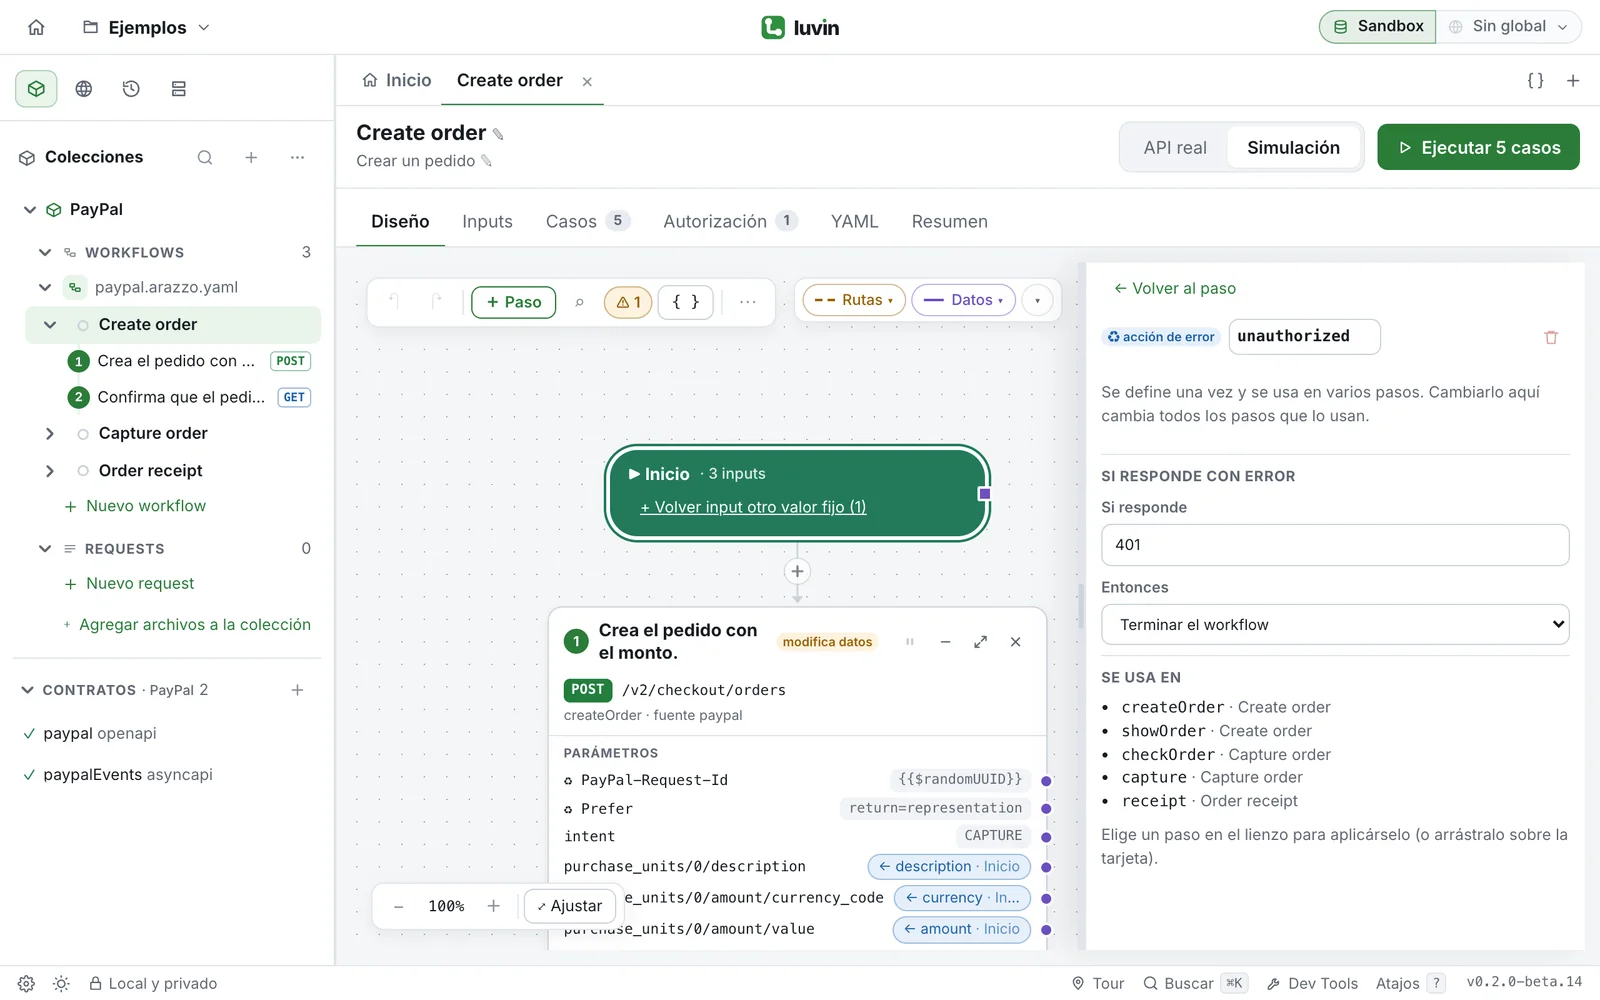 Ejemplos
luvin
Sandbox
Sin global
Inicio
Create order
{ }
Colecciones
Create order
Crear un pedido
API real
Simulación
Ejecutar 5 casos
PayPal
Diseño
Inputs
Casos 5
Autorización 1
YAML
Resumen
WORKFLOWS 3
paypal.arazzo.yaml
Create order
1 Crea el pedido con ... POST
2 Confirma que el pedi... GET
Capture order
Order receipt
+ Nuevo workflow
REQUESTS 0
+ Nuevo request
+ Agregar archivos a la colección
CONTRATOS · PayPal 2
paypal openapi
paypalEvents asyncapi
+ Paso
1
{ }
...
Rutas
Datos
Inicio · 3 inputs
+ Volver input otro valor fijo (1)
1 Crea el pedido con el monto.
modifica datos
POST /v2/checkout/orders
createOrder · fuente paypal
PARÁMETROS
PayPal-Request-Id {{$randomUUID}}
Prefer return=representation
intent CAPTURE
purchase_units/0/description ← description · Inicio
e_units/0/amount/currency_code ← currency · In...
purchase_units/0/amount/value ← amount · Inicio
− 100% +
Ajustar
← Volver al paso
acción de error
unauthorized
Se define una vez y se usa en varios pasos. Cambiarlo aquí
cambia todos los pasos que lo usan.
SI RESPONDE CON ERROR
Si responde
401
Entonces
Terminar el workflow
SE USA EN
• createOrder · Create order
• showOrder · Create order
• checkOrder · Capture order
• capture · Capture order
• receipt · Order receipt
Elige un paso en el lienzo para aplicárselo (o arrástralo sobre la
tarjeta).
Local y privado
Tour
Buscar ⌘K
Dev Tools
Atajos ?
v0.2.0-beta.14